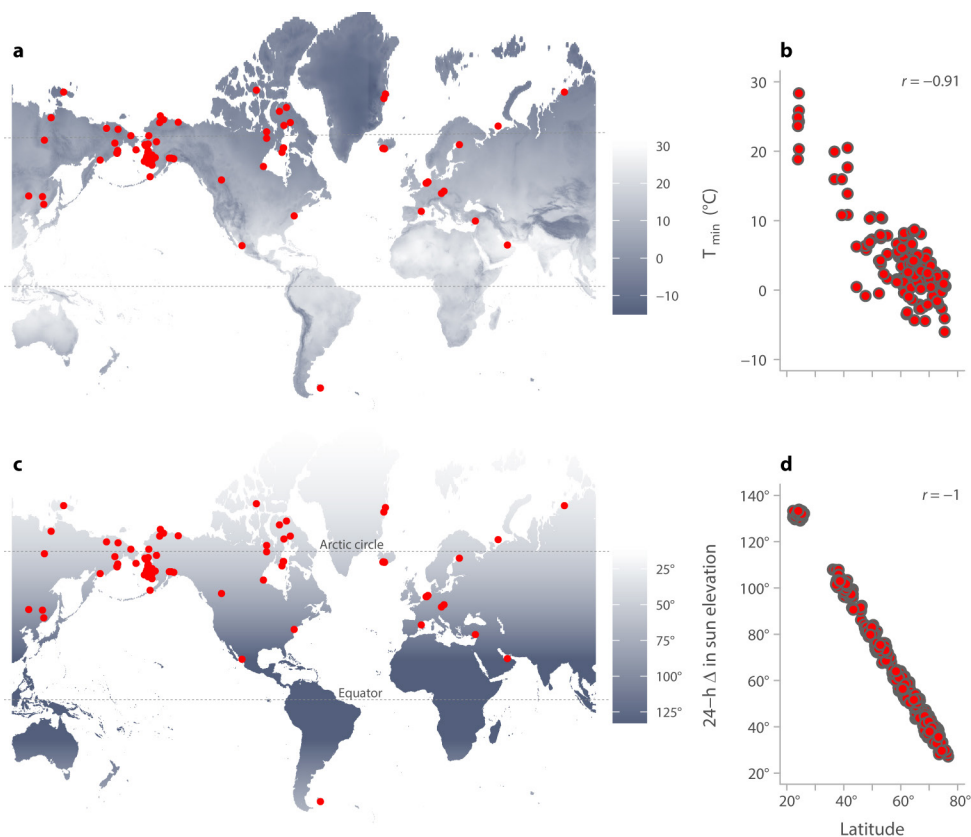 a
30
20
10
0
−10
b
r = −0.91
30
20
10
0
−10
T min (°C)
c
Arctic circle
Equator
25°
50°
75°
100°
125°
d
r = −1
140°
120°
100°
80°
60°
40°
20°
24−h Δ in sun elevation
20° 40° 60° 80°
Latitude